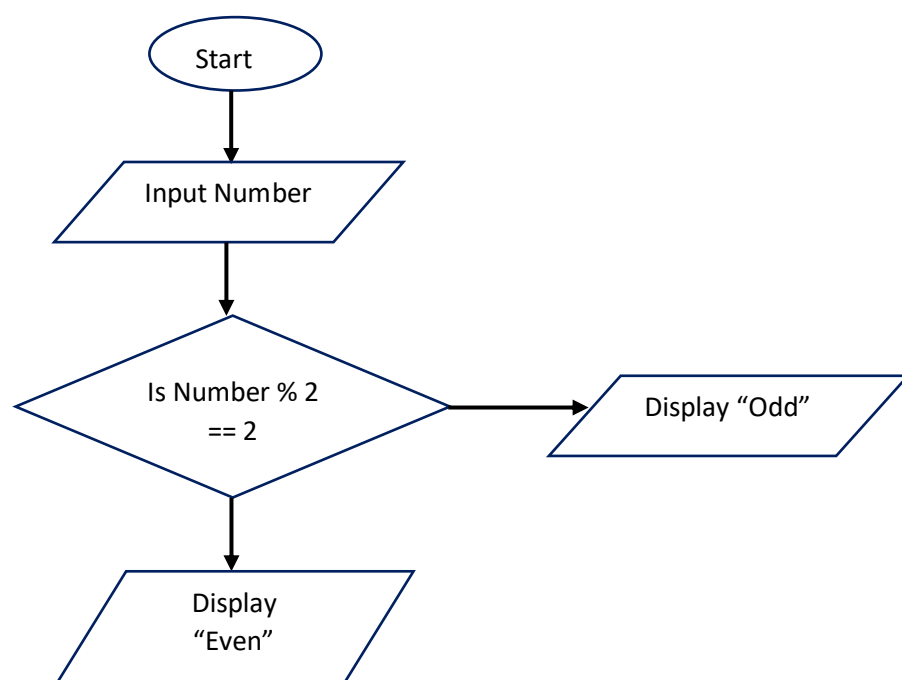 Start
Input Number
Is Number % 2
== 2
Display “Odd”
Display
“Even”